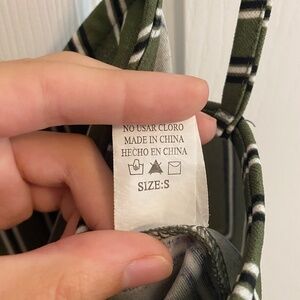 NO USAR CLORO
MADE IN CHINA
HECHO EN CHINA
SIZE:S